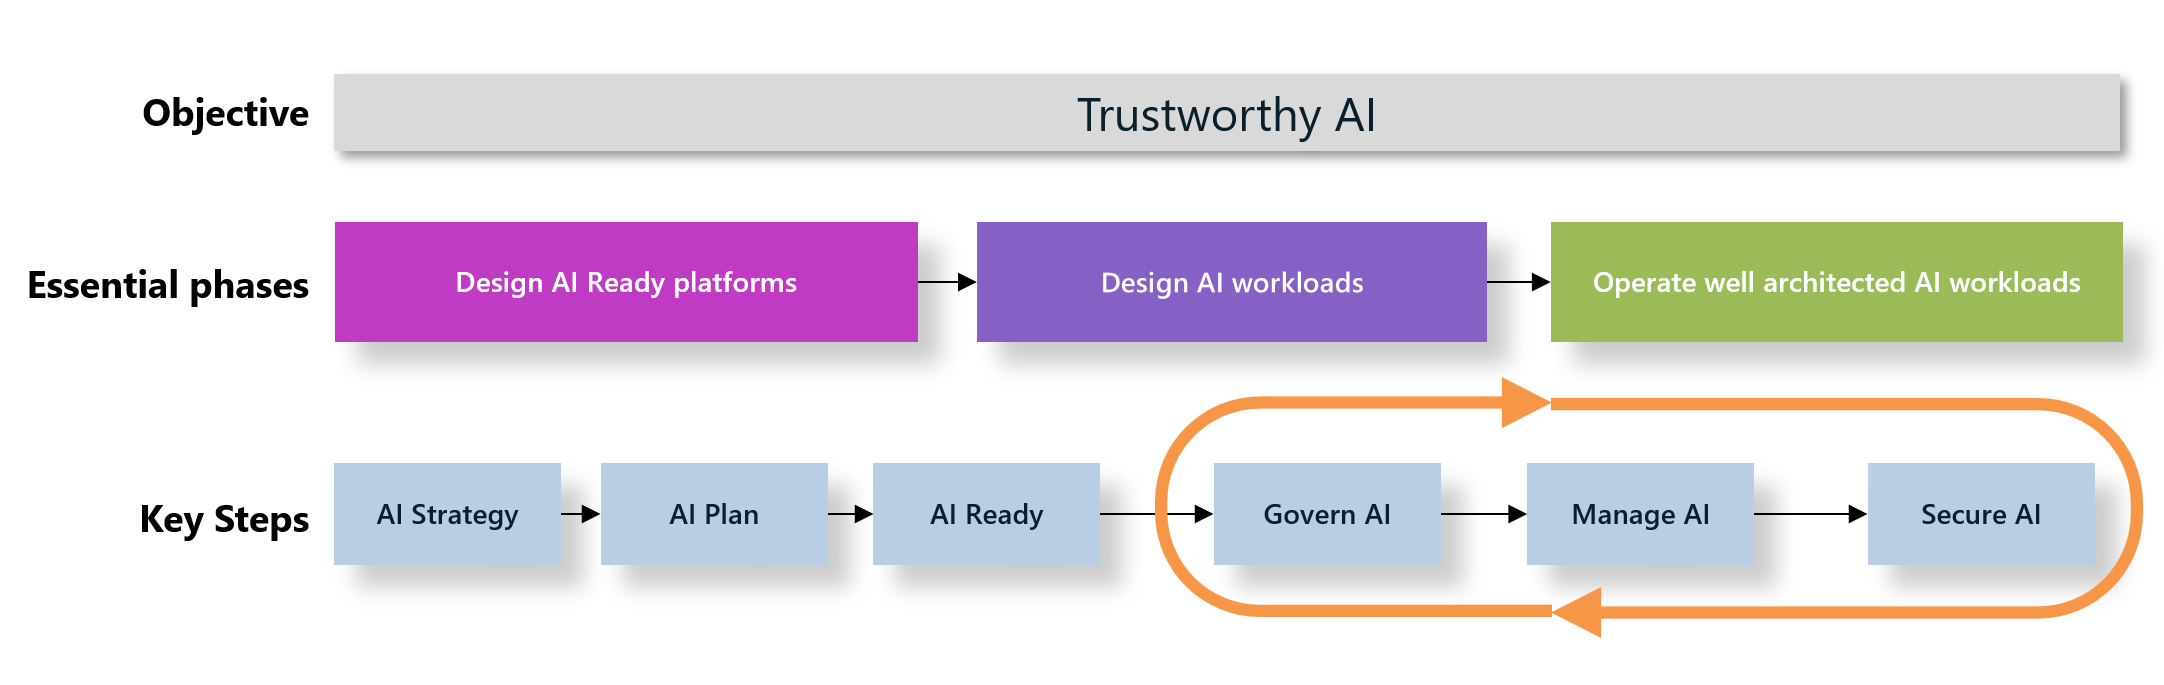 Objective
Trustworthy AI
Essential phases
Design AI Ready platforms
Design AI workloads
Operate well architected AI workloads
Key Steps
AI Strategy
AI Plan
AI Ready
Govern AI
Manage AI
Secure AI